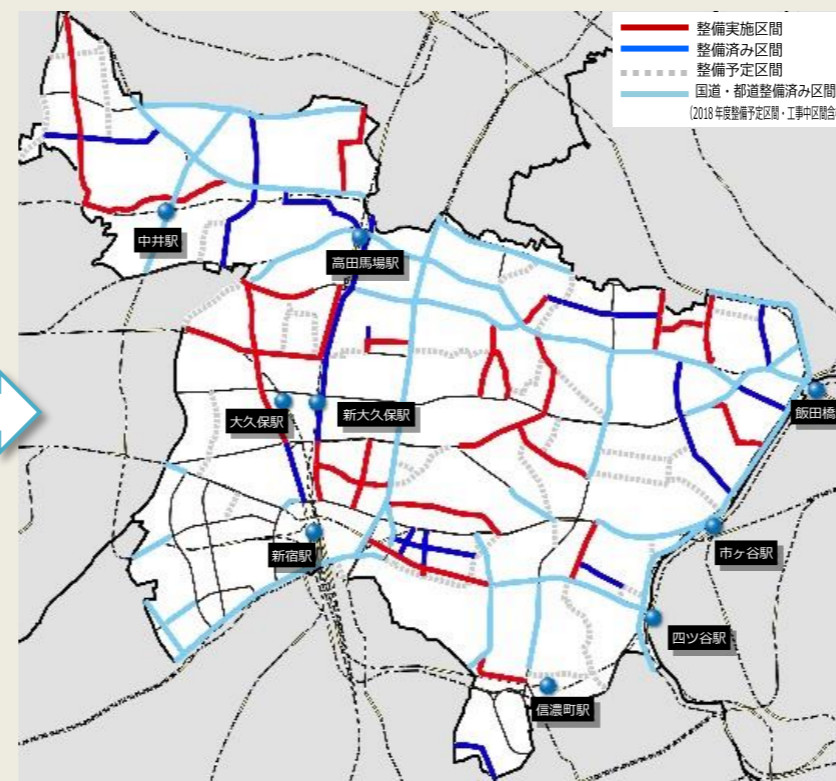 整備実施区間
整備済み区間
整備予定区間
国道・都道整備済み区間
(2018年度整備予定区間・工事中区間含
中井駅
高田馬場駅
大久保駅
新大久保駅
飯田橋
新宿駅
市ヶ谷駅
四ツ谷駅
信濃町駅